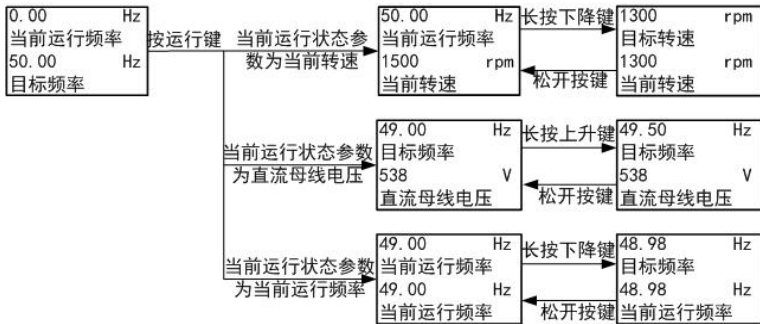 0.00 Hz
当前运行频率
50.00 Hz
目标频率
按运行键
当前运行状态参
数为当前转速
50.00 Hz
当前运行频率
1500 rpm
当前转速
长按下降键
松开按键
1300 rpm
目标转速
1300 rpm
当前转速
当前运行状态参数
为直流母线电压
49.00 Hz
目标频率
538 V
直流母线电压
长按上升键
松开按键
49.50 Hz
目标频率
538 V
直流母线电压
当前运行状态参数
为当前运行频率
49.00 Hz
当前运行频率
49.00 Hz
当前运行频率
长按下降键
松开按键
48.98 Hz
目标频率
48.98 Hz
当前运行频率